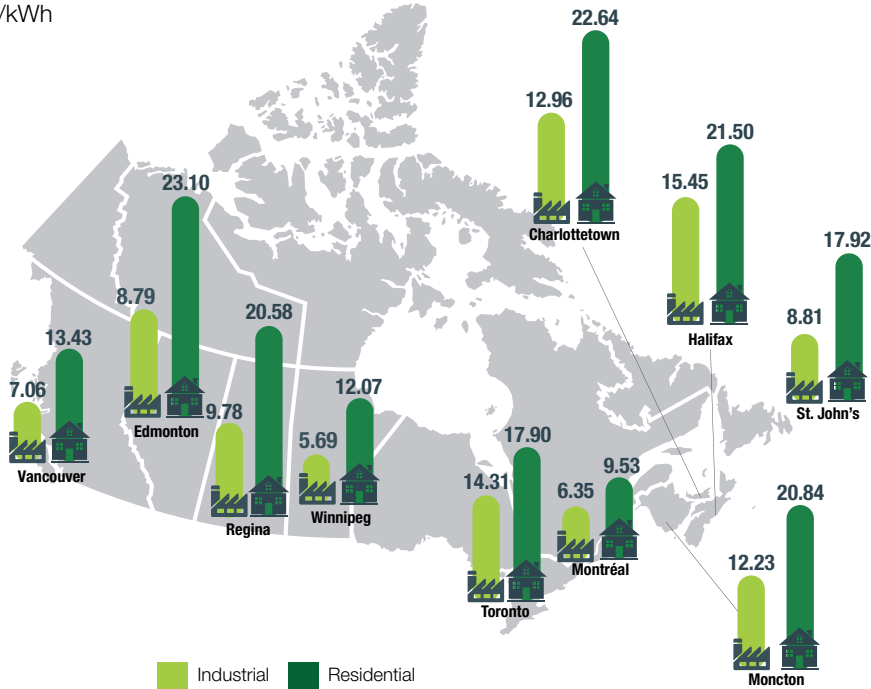 /kWh
22.64
12.96
Charlottetown
21.50
15.45
Halifax
17.92
8.81
St. John's
23.10
8.79
Edmonton
13.43
7.06
Vancouver
20.58
9.78
Regina
12.07
5.69
Winnipeg
17.90
14.31
Toronto
9.53
6.35
Montréal
20.84
12.23
Moncton
Industrial
Residential